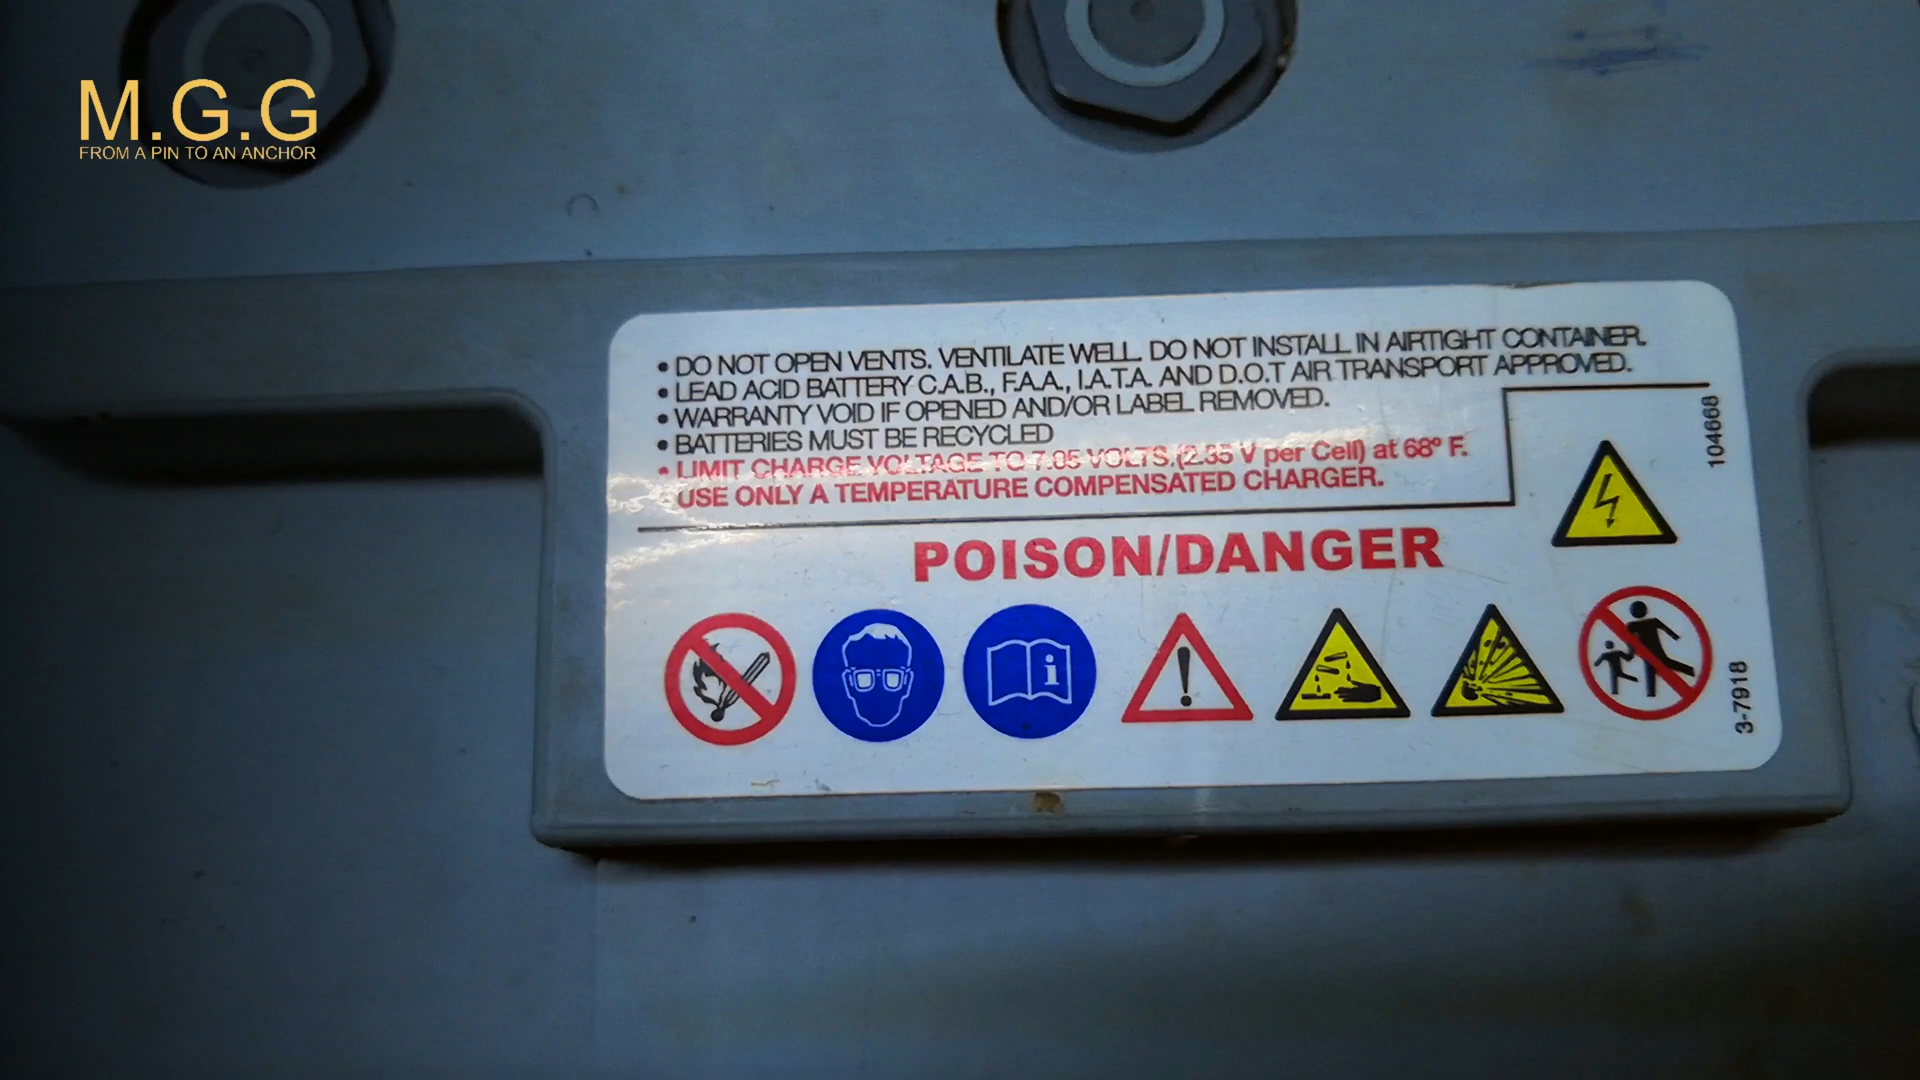 M.G.G
FROM A PIN TO AN ANCHOR
• DO NOT OPEN VENTS. VENTILATE WELL. DO NOT INSTALL IN AIRTIGHT CONTAINER.
• LEAD ACID BATTERY C.A.B., F.A.A., I.A.T.A. AND D.O.T AIR TRANSPORT APPROVED.
• WARRANTY VOID IF OPENED AND/OR LABEL REMOVED.
• BATTERIES MUST BE RECYCLED
• LIMIT CHARGE VOLTAGE TO 7.05 VOLTS,(2.35 V per Cell) at 68° F.
USE ONLY A TEMPERATURE COMPENSATED CHARGER.
104668
POISON/DANGER
3-7918